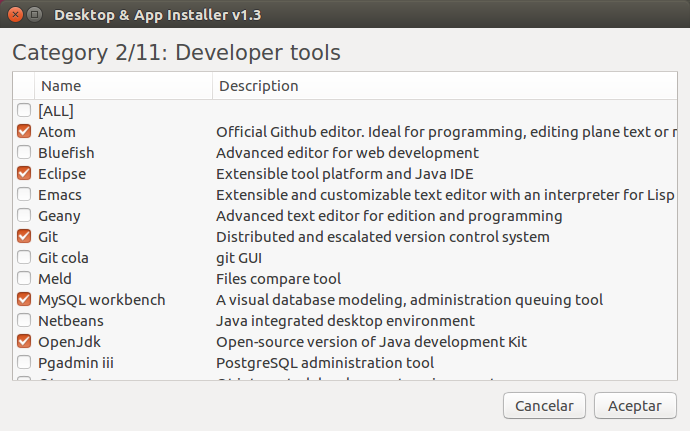 Desktop & App Installer v1.3
Category 2/11: Developer tools
Name Description
[ALL]
Atom Official Github editor. Ideal for programming, editing plane text or
Bluefish Advanced editor for web development
Eclipse Extensible tool platform and Java IDE
Emacs Extensible and customizable text editor with an interpreter for Lisp
Geany Advanced text editor for edition and programming
Git Distributed and escalated version control system
Git cola git GUI
Meld Files compare tool
MySQL workbench A visual database modeling, administration queuing tool
Netbeans Java integrated desktop environment
OpenJdk Open-source version of Java development Kit
Pgadmin iii PostgreSQL administration tool
Cancelar Aceptar